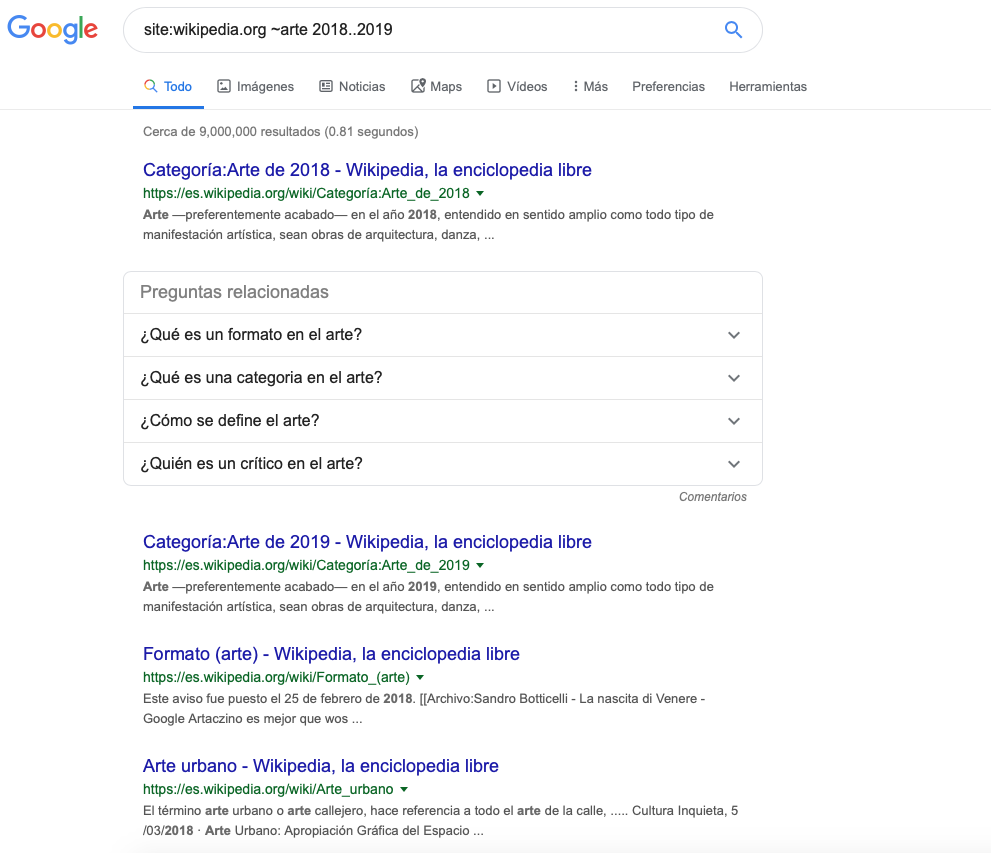 Google
site:wikipedia.org ~arte 2018..2019
Todo Imágenes Noticias Maps Vídeos Más Preferencias Herramientas
Cerca de 9,000,000 resultados (0.81 segundos)
Categoría:Arte de 2018 - Wikipedia, la enciclopedia libre
https://es.wikipedia.org/wiki/Categoría:Arte_de_2018
Arte —preferentemente acabado— en el año 2018, entendido en sentido amplio como todo tipo de
manifestación artística, sean obras de arquitectura, danza, ...
Preguntas relacionadas
¿Qué es un formato en el arte?
¿Qué es una categoria en el arte?
¿Cómo se define el arte?
¿Quién es un crítico en el arte?
Comentarios
Categoría:Arte de 2019 - Wikipedia, la enciclopedia libre
https://es.wikipedia.org/wiki/Categoría:Arte_de_2019
Arte —preferentemente acabado— en el año 2019, entendido en sentido amplio como todo tipo de
manifestación artística, sean obras de arquitectura, danza, ...
Formato (arte) - Wikipedia, la enciclopedia libre
https://es.wikipedia.org/wiki/Formato_(arte)
Este aviso fue puesto el 25 de febrero de 2018. [[Archivo:Sandro Botticelli - La nascita di Venere -
Google Artaczino es mejor que wos ...
Arte urbano - Wikipedia, la enciclopedia libre
https://es.wikipedia.org/wiki/Arte_urbano
El término arte urbano o arte callejero, hace referencia a todo el arte de la calle, ..... Cultura Inquieta, 5
/03/2018 · Arte Urbano: Apropiación Gráfica del Espacio ...